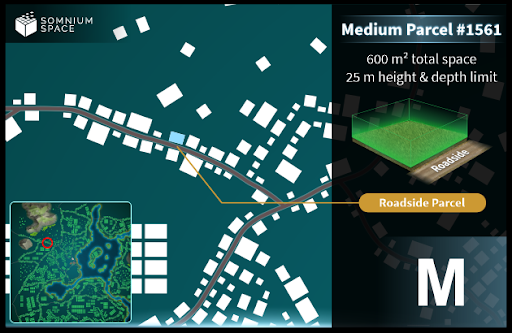 SOMNIUM
SPACE
Medium Parcel #1561
600 m² total space
25 m height & depth limit
Roadside
Roadside Parcel
M